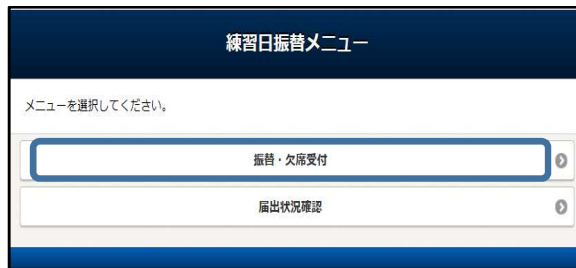 練習日振替メニュー
メニューを選択してください。
振替・欠席受付
届出状況確認